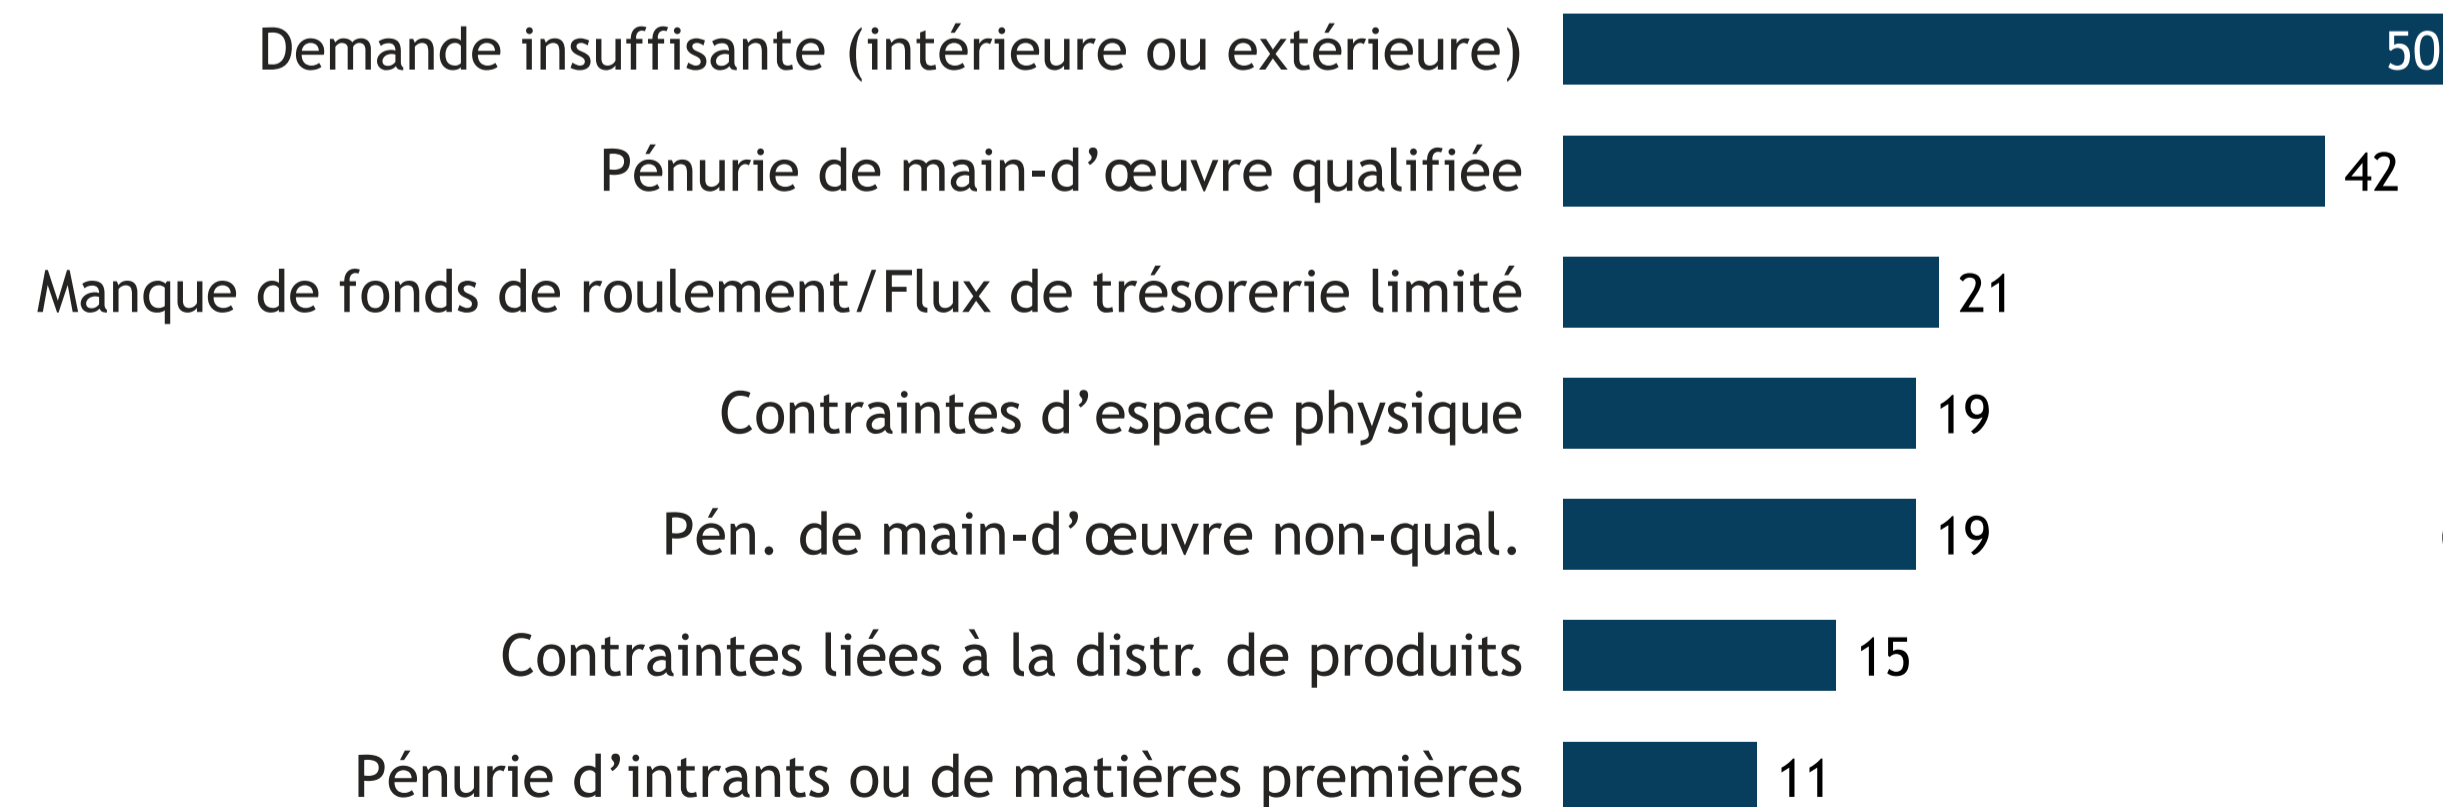 Demande insuffisante (intérieure ou extérieure) 50
Pénurie de main-d’œuvre qualifiée 42
Manque de fonds de roulement/Flux de trésorerie limité 21
Contraintes d’espace physique 19
Pén. de main-d’œuvre non-qual. 19
Contraintes liées à la distr. de produits 15
Pénurie d’intrants ou de matières premières 11